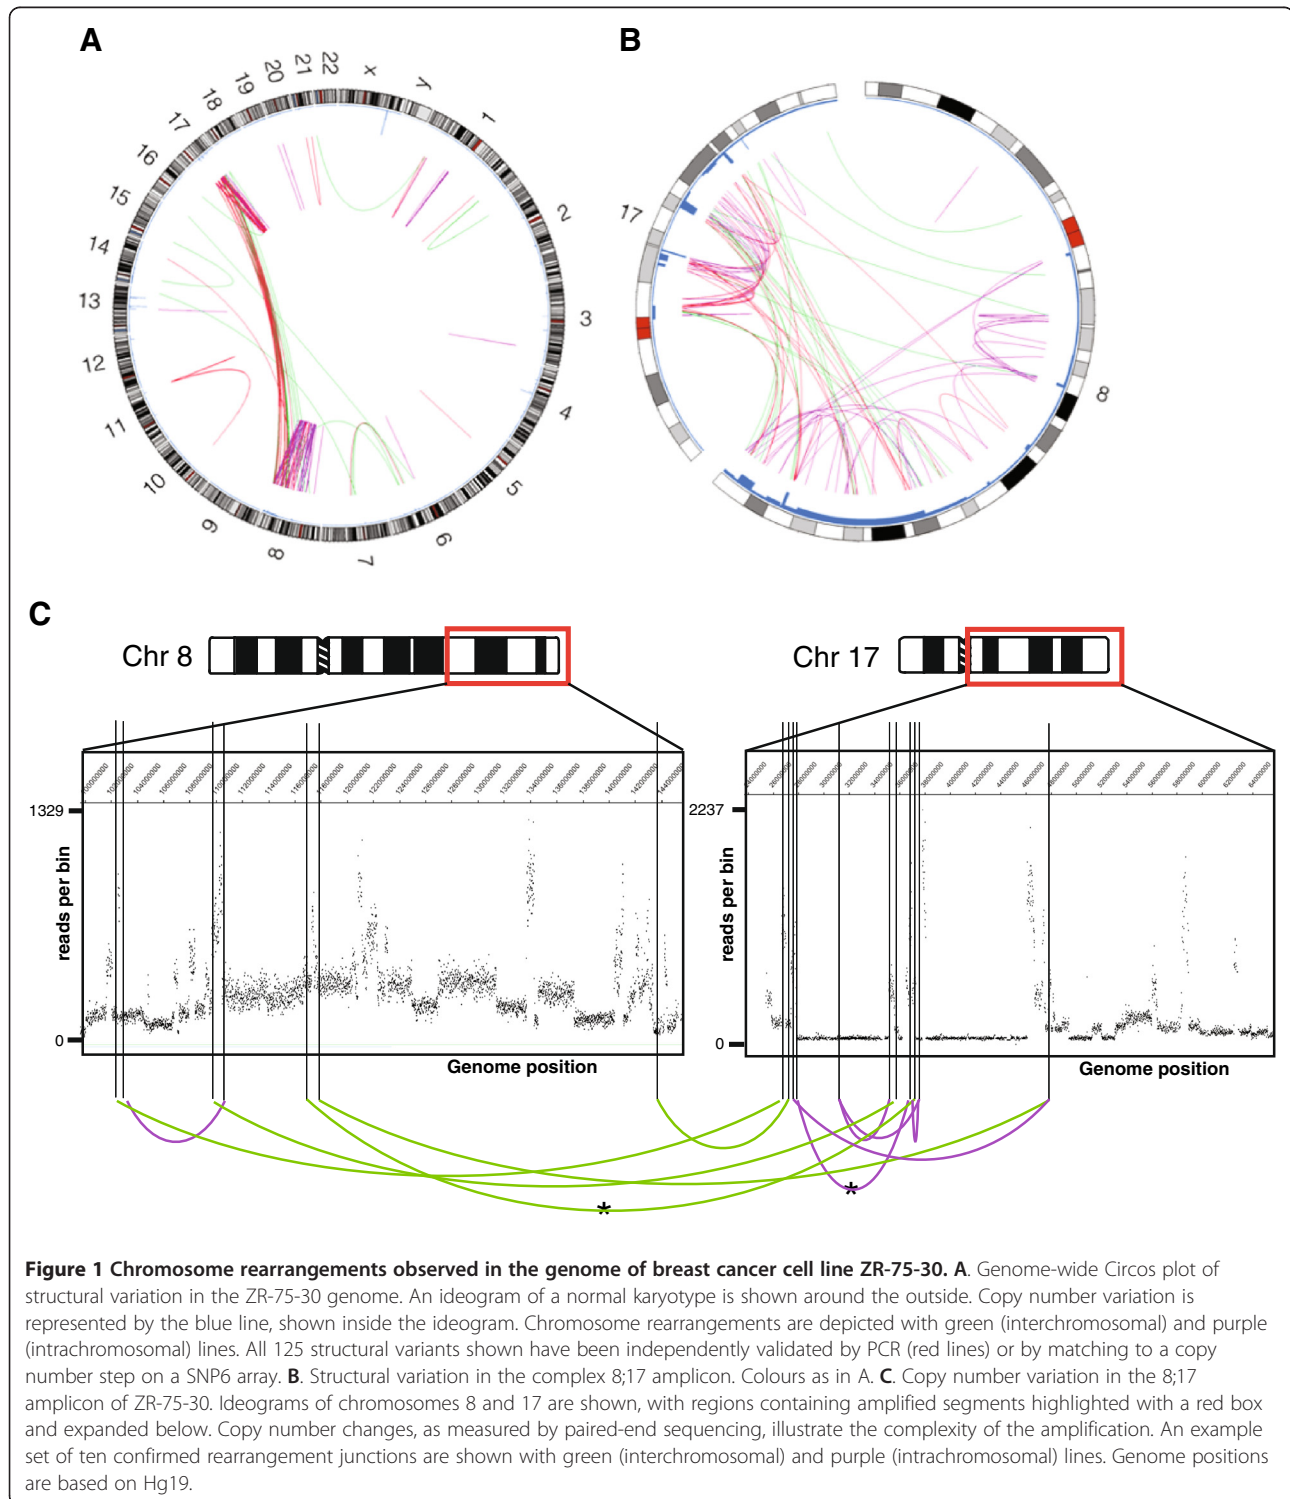 A
B
22
x
y
1
2
3
4
5
6
7
8
9
10
11
12
13
14
15
16
17
18
19
20
21
17
8
C
Chr 8
Chr 17
1329
reads per bin
0
Genome position
2237
reads per bin
0
Genome position
*
*
Figure 1 Chromosome rearrangements observed in the genome of breast cancer cell line ZR-75-30. A. Genome-wide Circos plot of
structural variation in the ZR-75-30 genome. An ideogram of a normal karyotype is shown around the outside. Copy number variation is
represented by the blue line, shown inside the ideogram. Chromosome rearrangements are depicted with green (interchromosomal) and purple
(intrachromosomal) lines. All 125 structural variants shown have been independently validated by PCR (red lines) or by matching to a copy
number step on a SNP6 array. B. Structural variation in the complex 8;17 amplicon. Colours as in A. C. Copy number variation in the 8;17
amplicon of ZR-75-30. Ideograms of chromosomes 8 and 17 are shown, with regions containing amplified segments highlighted with a red box
and expanded below. Copy number changes, as measured by paired-end sequencing, illustrate the complexity of the amplification. An example
set of ten confirmed rearrangement junctions are shown with green (interchromosomal) and purple (intrachromosomal) lines. Genome positions
are based on Hg19.